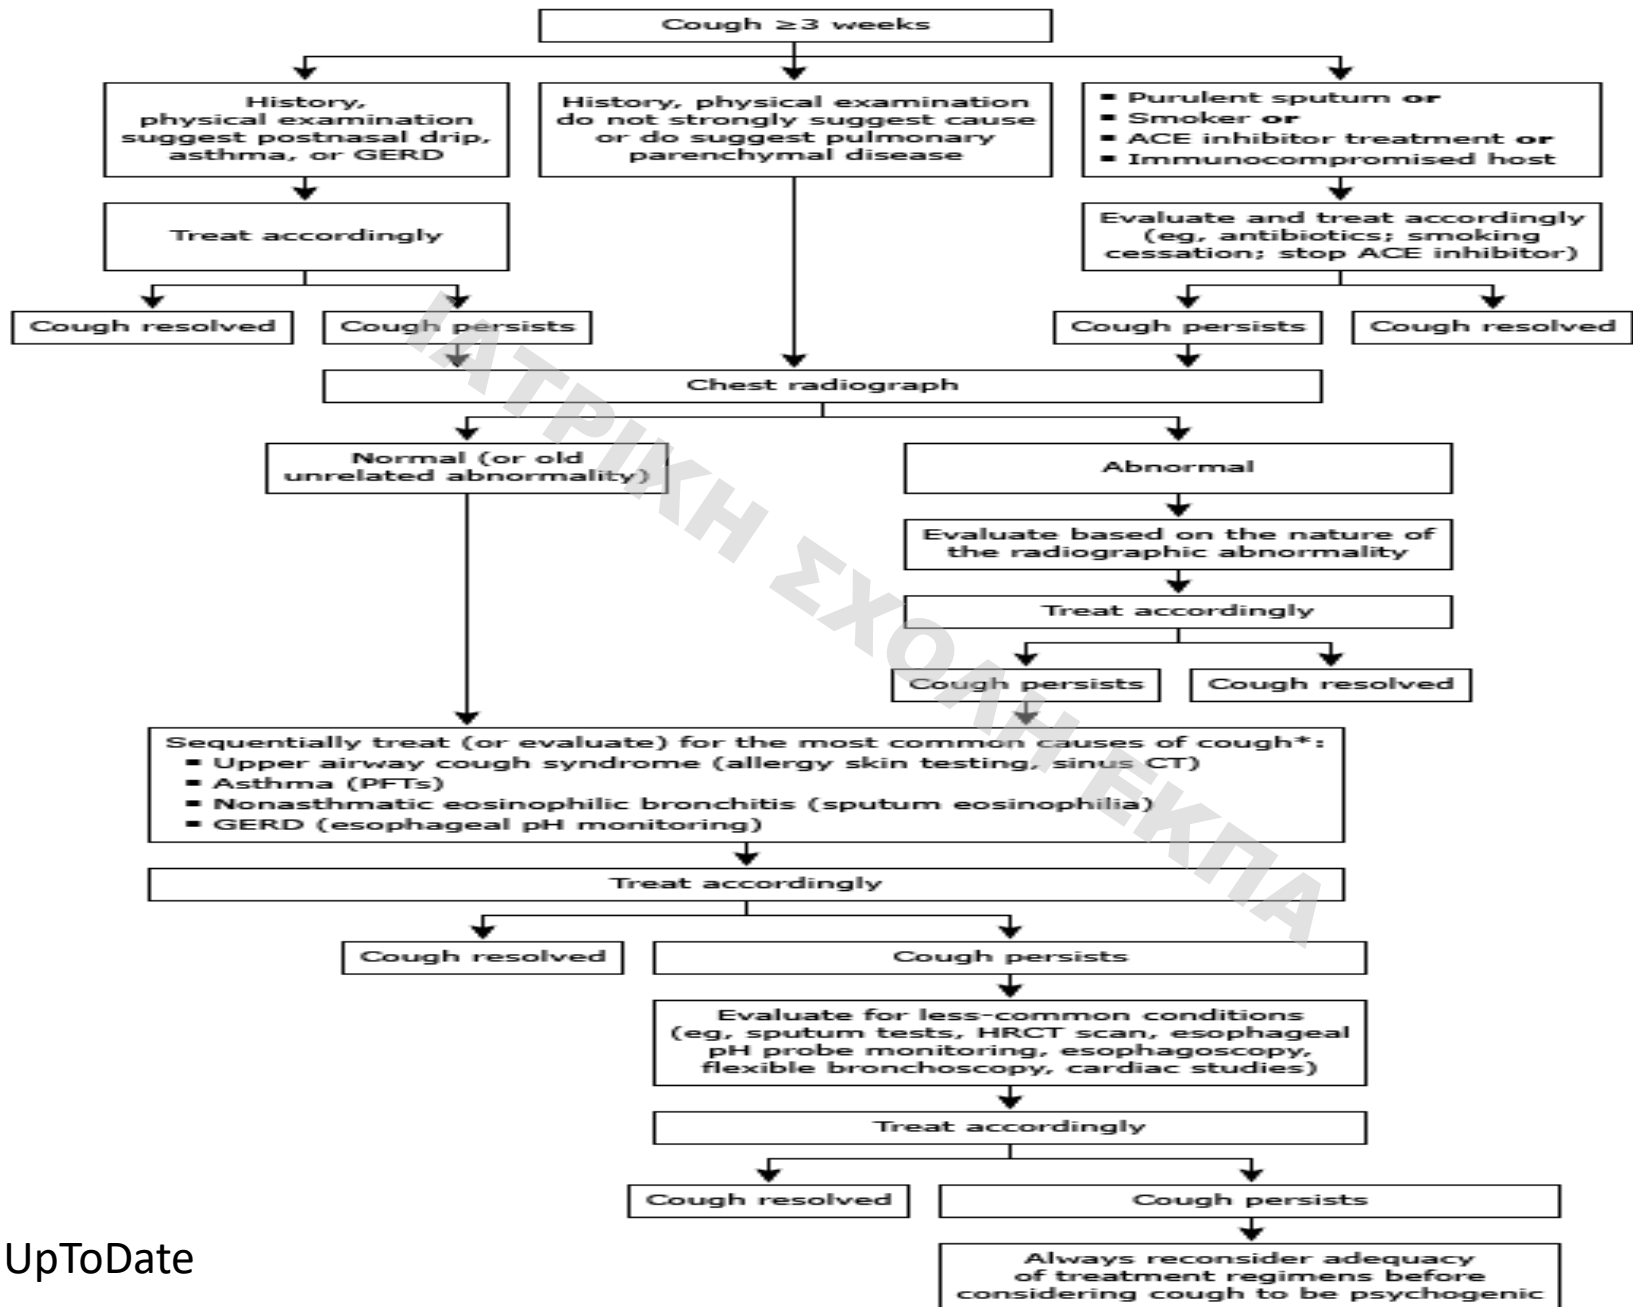 Cough ≥3 weeks
History,
physical examination
suggest postnasal drip,
asthma, or GERD
History, physical examination
do not strongly suggest cause
or do suggest pulmonary
parenchymal disease
▪ Purulent sputum or
▪ Smoker or
▪ ACE inhibitor treatment or
▪ Immunocompromised host
Treat accordingly
Evaluate and treat accordingly
(eg, antibiotics; smoking
cessation; stop ACE inhibitor)
Cough resolved
Cough persists
Cough persists
Cough resolved
Chest radiograph
Normal (or old
unrelated abnormality)
Abnormal
Evaluate based on the nature of
the radiographic abnormality
Treat accordingly
Cough persists
Cough resolved
Sequentially treat (or evaluate) for the most common causes of cough*:
▪ Upper airway cough syndrome (allergy skin testing, sinus CT)
▪ Asthma (PFTs)
▪ Nonasthmatic eosinophilic bronchitis (sputum eosinophilia)
▪ GERD (esophageal pH monitoring)
Treat accordingly
Cough resolved
Cough persists
Evaluate for less-common conditions
(eg, sputum tests, HRCT scan, esophageal
pH probe monitoring, esophagoscopy,
flexible bronchoscopy, cardiac studies)
Treat accordingly
Cough resolved
Cough persists
Always reconsider adequacy
of treatment regimens before
considering cough to be psychogenic
UpToDate
ΙΑΤΡΙΚΗ ΣΧΟΛΗ ΕΚΠΑ